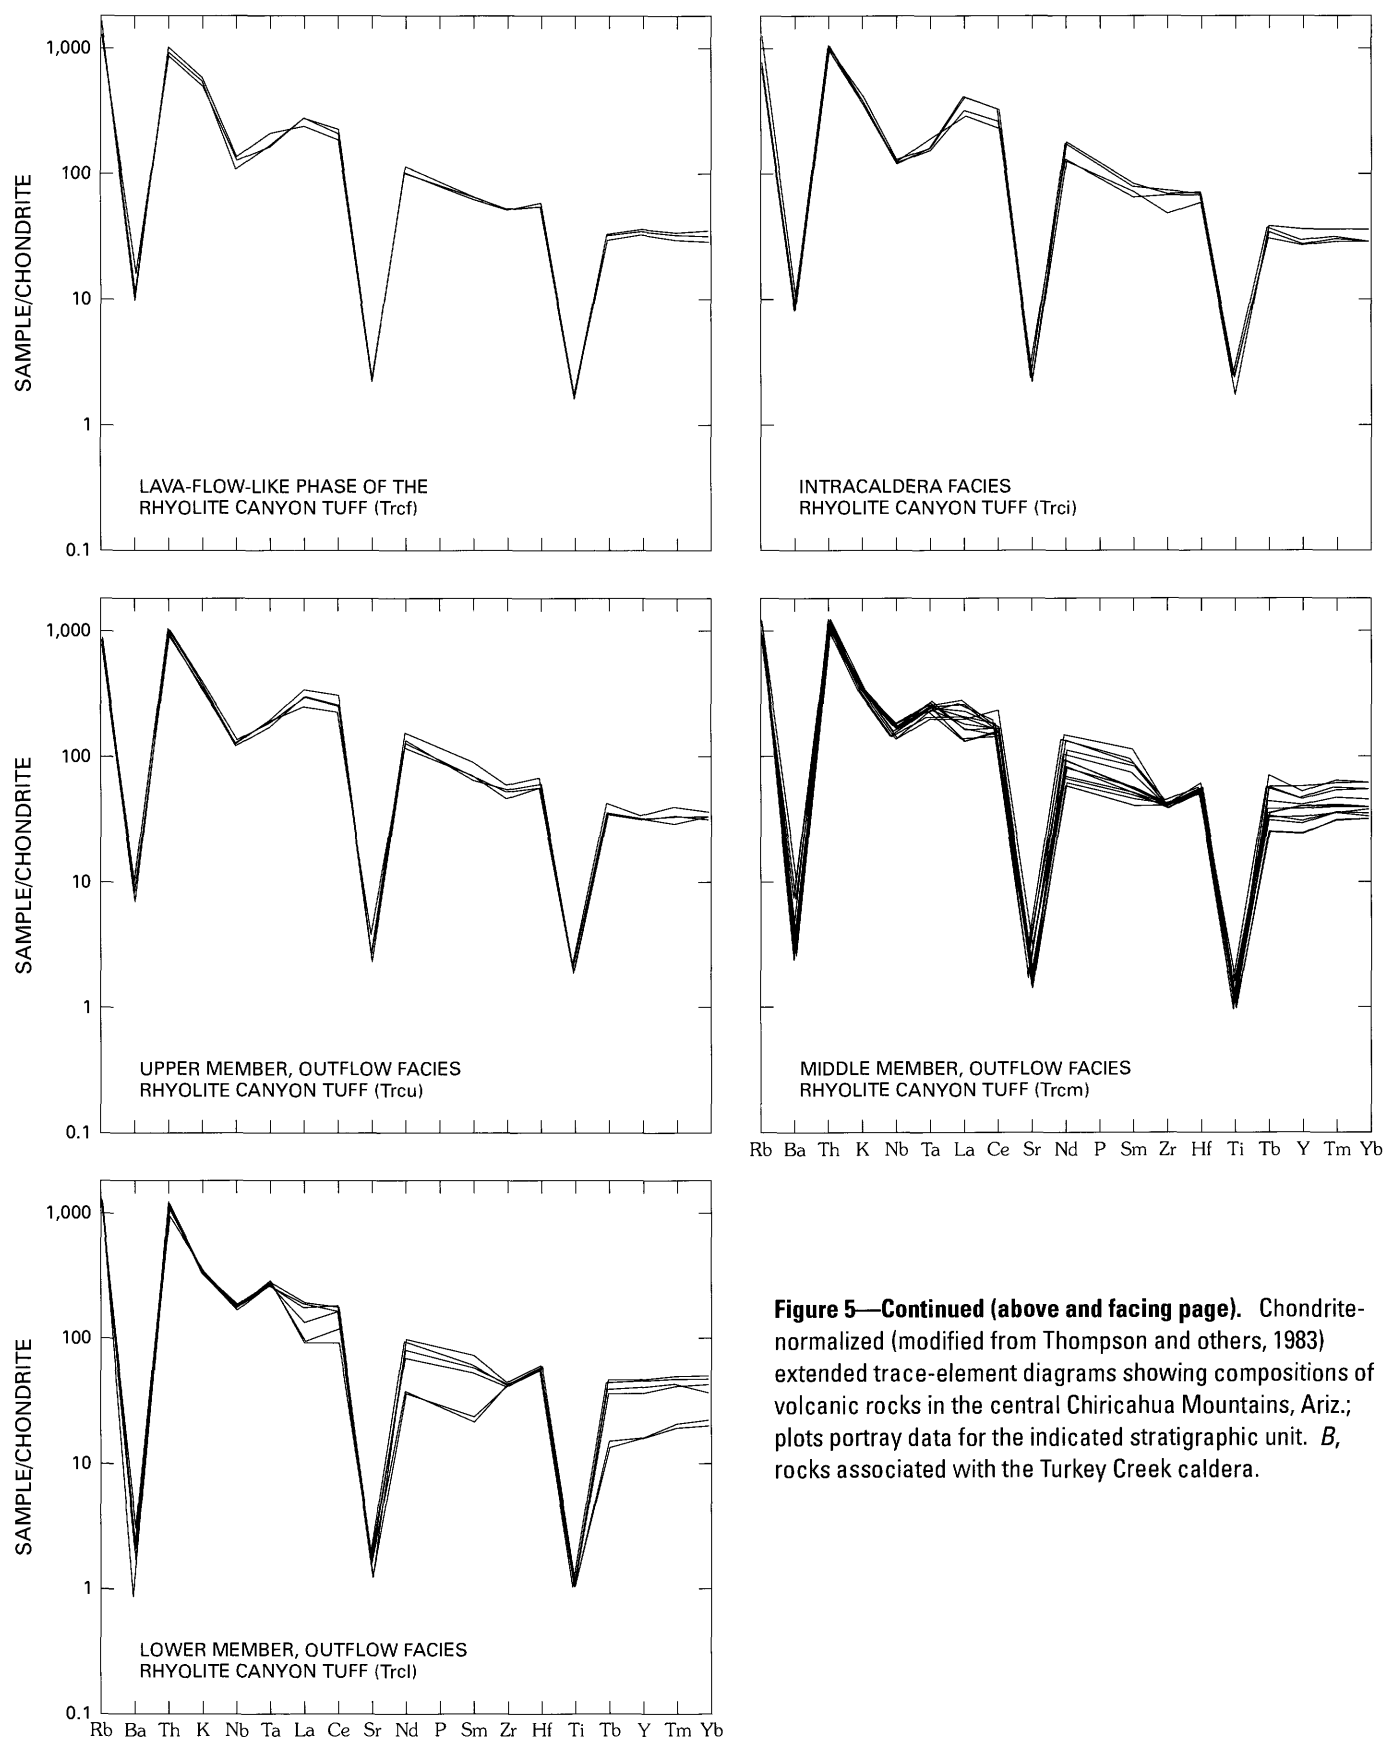 1,000
100
10
1
0.1
SAMPLE/CHONDRITE
LAVA-FLOW-LIKE PHASE OF THE
RHYOLITE CANYON TUFF (Trcf)
INTRACALDERA FACIES
RHYOLITE CANYON TUFF (Trci)
1,000
100
10
1
0.1
SAMPLE/CHONDRITE
UPPER MEMBER, OUTFLOW FACIES
RHYOLITE CANYON TUFF (Trcu)
MIDDLE MEMBER, OUTFLOW FACIES
RHYOLITE CANYON TUFF (Trcm)
Rb Ba Th K Nb Ta La Ce Sr Nd P Sm Zr Hf Ti Tb Y Tm Yb
1,000
100
10
1
0.1
SAMPLE/CHONDRITE
LOWER MEMBER, OUTFLOW FACIES
RHYOLITE CANYON TUFF (Trcl)
Rb Ba Th K Nb Ta La Ce Sr Nd P Sm Zr Hf Ti Tb Y Tm Yb
Figure 5—Continued (above and facing page). Chondrite-
normalized (modified from Thompson and others, 1983)
extended trace-element diagrams showing compositions of
volcanic rocks in the central Chiricahua Mountains, Ariz.;
plots portray data for the indicated stratigraphic unit. B,
rocks associated with the Turkey Creek caldera.